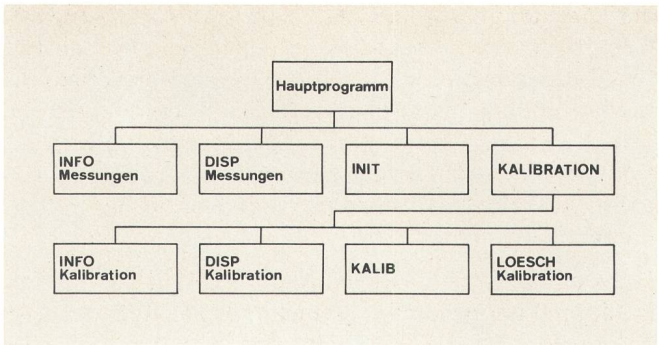 Hauptprogramm
INFO
Messungen
DISP
Messungen
INIT
KALIBRATION
INFO
Kalibration
DISP
Kalibration
KALIB
LOESCH
Kalibration